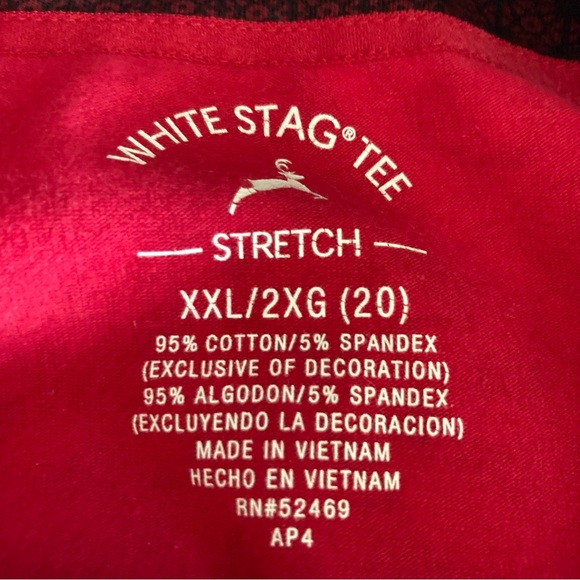 WHITE STAG® TEE
STRETCH
XXL/2XG (20)
95% COTTON/5% SPANDEX
(EXCLUSIVE OF DECORATION)
95% ALGODON/5% SPANDEX
(EXCLUYENDO LA DECORACION)
MADE IN VIETNAM
HECHO EN VIETNAM
RN#52469
AP4